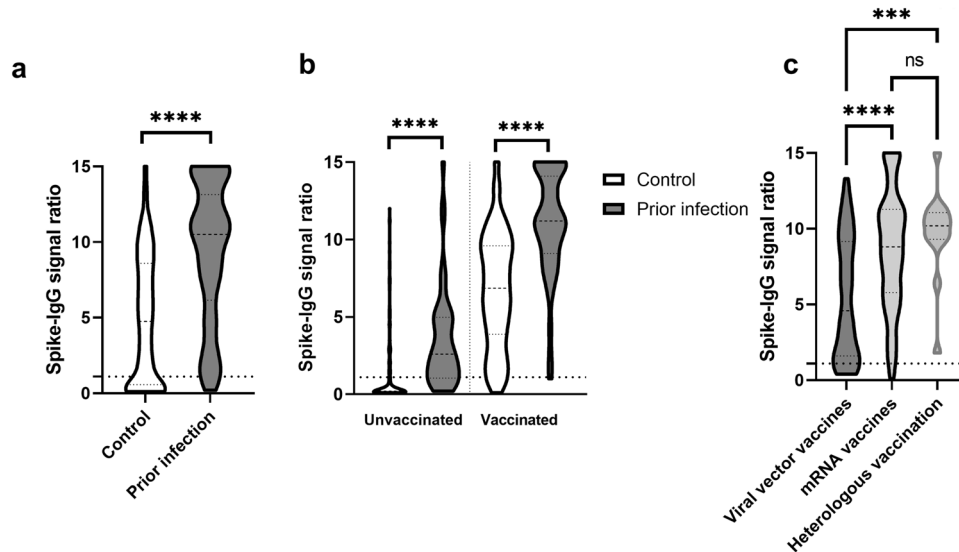 a
****
Spike-IgG signal ratio
15
10
5
0
Control
Prior infection
b
****
****
Spike-IgG signal ratio
15
10
5
0
Unvaccinated
Vaccinated
Control
Prior infection
c
***
ns
****
Spike-IgG signal ratio
15
10
5
0
Viral vector vaccines
mRNA vaccines
Heterologous vaccination